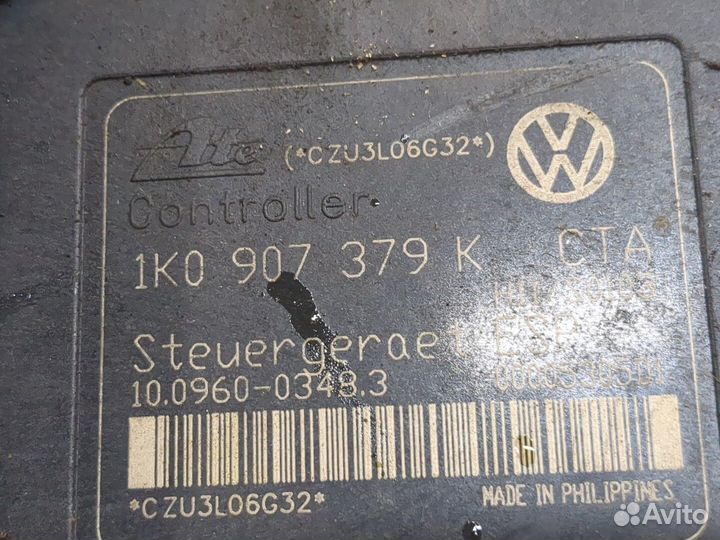 Ate (*CZU3L06G32*)
Controller
1K0 907 379 K CTA
Steuergeraet ESP
10.0960-0348.3
*CZU3L06G32* MADE IN PHILIPPINES
Avito